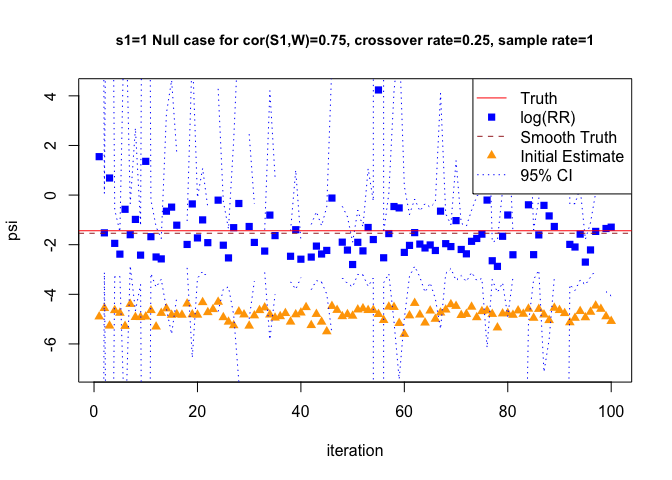 s1=1 Null case for cor(S1,W)=0.75, crossover rate=0.25, sample rate=1
4
2
0
-2
-4
-6
psi
Truth
log(RR)
Smooth Truth
Initial Estimate
95% CI
0
20
40
60
80
100
iteration